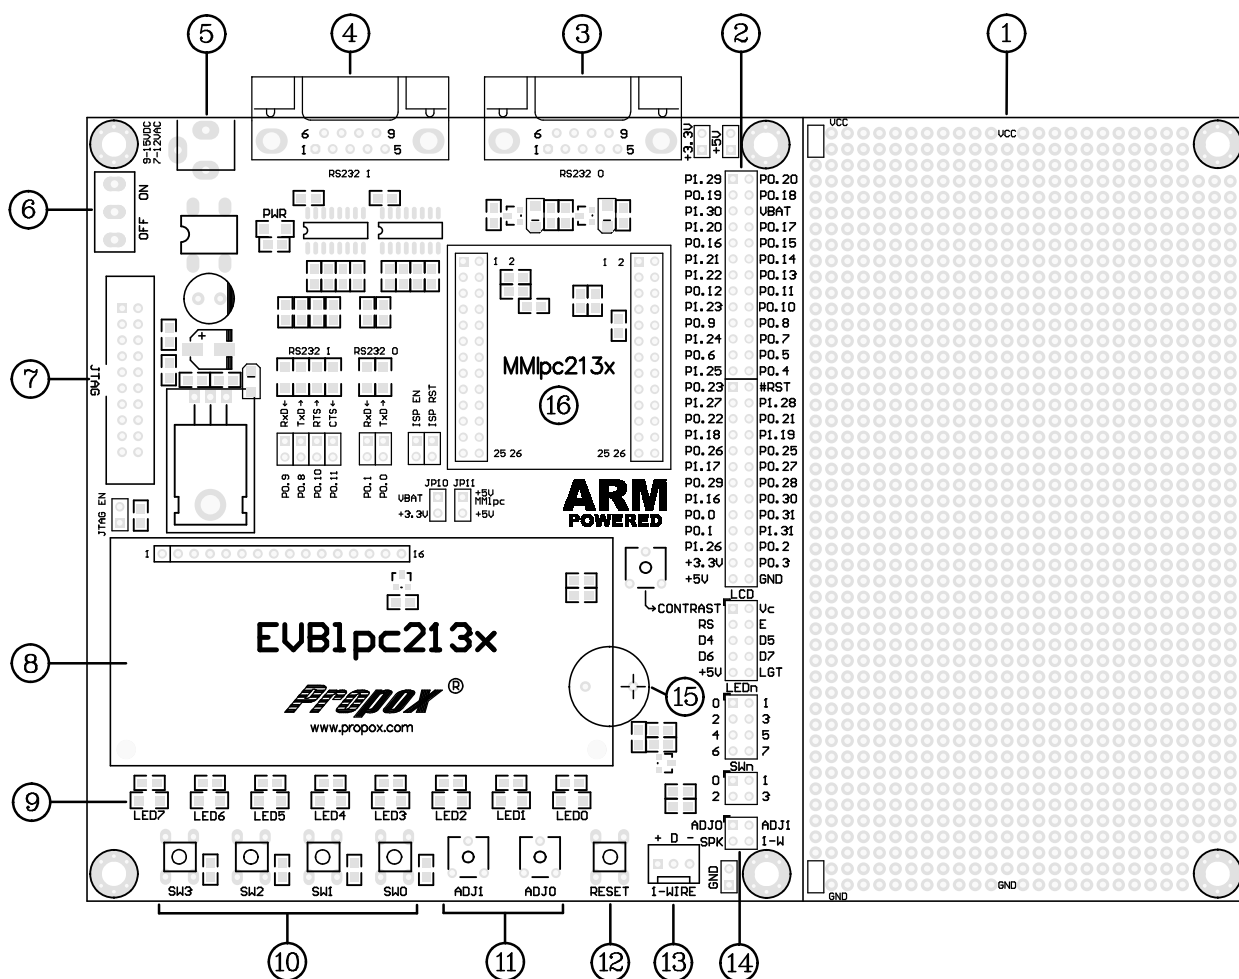 5
4
3
2
1
9-15VDC
7-12VAC
6 9
1 5
RS232 I
6 9
1 5
RS232 0
+3.3V
+5V
VCC
VCC
6
ON
OFF
PWR
P1.29 P0.20
P0.19 P0.18
P1.30 VBAT
P1.20 P0.17
P0.16 P0.15
P1.21 P0.14
P1.22 P0.13
P0.12 P0.11
P1.23 P0.10
P0.9 P0.8
P1.24 P0.7
P0.6 P0.5
P1.25 P0.4
P0.23 #RST
P1.27 P1.28
P0.22 P0.21
P1.18 P1.19
P0.26 P0.25
P1.17 P0.27
P0.29 P0.28
P1.16 P0.30
P0.0 P0.31
P0.1 P1.31
P1.26 P0.2
+3.3V P0.3
+5V GND
1 2
1 2
MMlpc213x
16
25 26
25 26
7
JTAG
+
RS232 I RS232 0
RxD←
TxD→
RTS→
CTS←
RxD←
TxD→
ISP EN
ISP RST
P0.9
P0.8
P0.10
P0.11
P0.1
P0.0
JP10 JP11
VBAT
+3.3V
+5V
MMlpc
+5V
ARM
POWERED
JTAG EN
1 16
LCD
CONTRAST Vc
RS E
D4 D5
D6 D7
+5V LGT
8
EVBlpc213x
Propox ®
www.propox.com
15
LEDn
0 1
2 3
4 5
6 7
SWn
0 1
2 3
9
LED7 LED6 LED5 LED4 LED3 LED2 LED1 LED0
ADJ0 ADJ1
SPK 1-W
+ D -
SW3 SW2 SW1 SW0 ADJ1 ADJ0 RESET 1-WIRE
GND
GND
GND
10
11
12
13
14